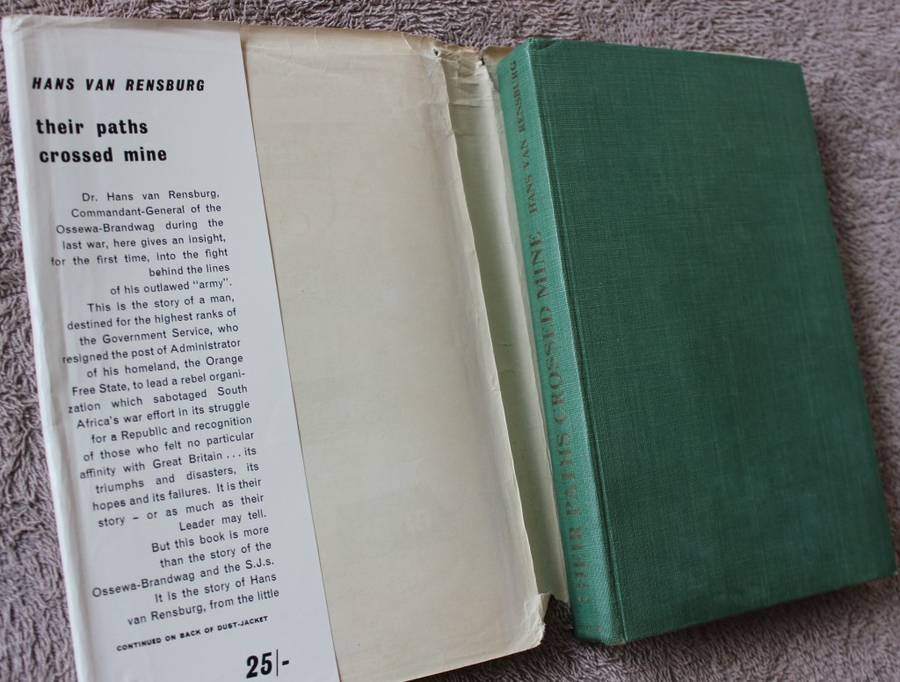 HANS VAN RENSBURG
their paths
crossed mine
Dr. Hans van Rensburg,
Commandant-General of the
Ossewa-Brandwag during the
last war, here gives an insight,
for the first time, into the fight
behind the lines
of his outlawed "army".
This is the story of a man,
destined for the highest ranks of
the Government Service, who
resigned the post of Administrator
of his homeland, the Orange
Free State, to lead a rebel organi-
zation which sabotaged South
Africa's war effort in its struggle
for a Republic and recognition
of those who felt no particular
affinity with Great Britain ... its
triumphs and disasters, its
hopes and its failures. It is their
story – or as much as their
Leader may tell.
But this book is more
than the story of the
Ossewa-Brandwag and the S.J.s.
It is the story of Hans
van Rensburg, from the little
CONTINUED ON BACK OF DUST-JACKET
25/-
THEIR PATHS CROSSED MINE HANS VAN RENSBURG